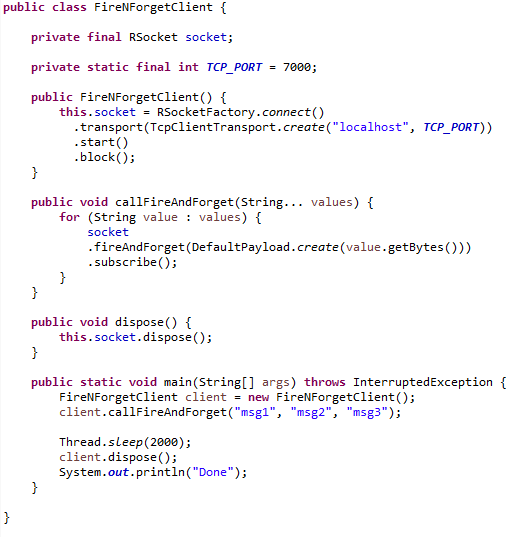 public class FireNForgetClient {
private final RSocket socket;
private static final int TCP_PORT = 7000;
public FireNForgetClient() {
this.socket = RSocketFactory.connect()
.transport(TcpClientTransport.create("localhost", TCP_PORT))
.start()
.block();
}
public void callFireAndForget(String... values) {
for (String value : values) {
socket
.fireAndForget(DefaultPayload.create(value.getBytes()))
.subscribe();
}
}
public void dispose() {
this.socket.dispose();
}
public static void main(String[] args) throws InterruptedException {
FireNForgetClient client = new FireNForgetClient();
client.callFireAndForget("msg1", "msg2", "msg3");
Thread.sleep(2000);
client.dispose();
System.out.println("Done");
}
}